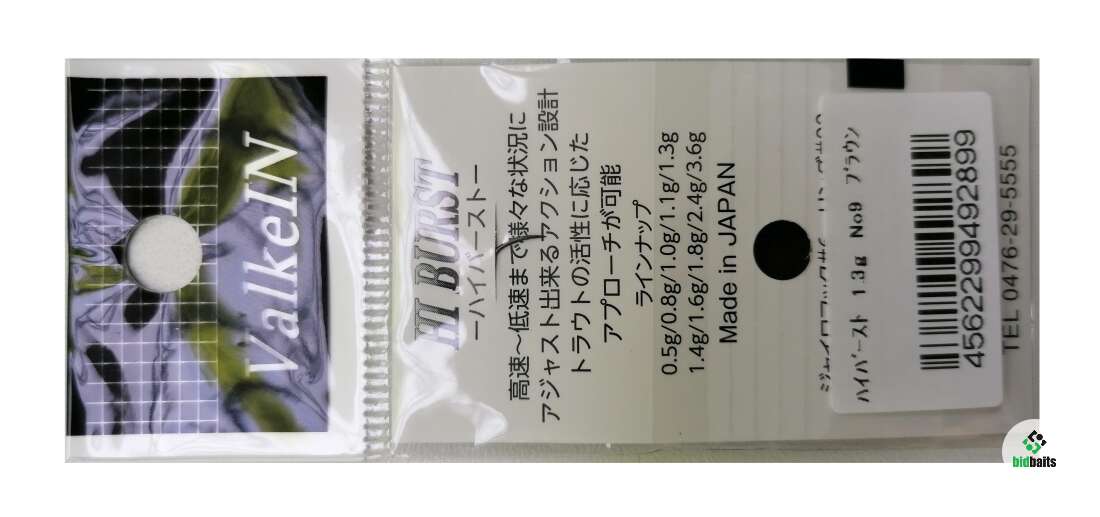 ValkeIN
HI BURST
ーハイバーストー
高速〜低速まで様々な状況に
アジャスト出来るアクション設計
トラウトの活性に応じた
アプローチが可能
ラインナップ
0.5g/0.8g/1.0g/1.1g/1.3g
1.4g/1.6g/1.8g/2.4g/3.6g
Made in JAPAN
ﾊｲﾊﾞｰｽﾄ 1.3g No9 ﾌﾞﾗｳﾝ
4562299492899
TEL 0476-29-5555
bidbaits